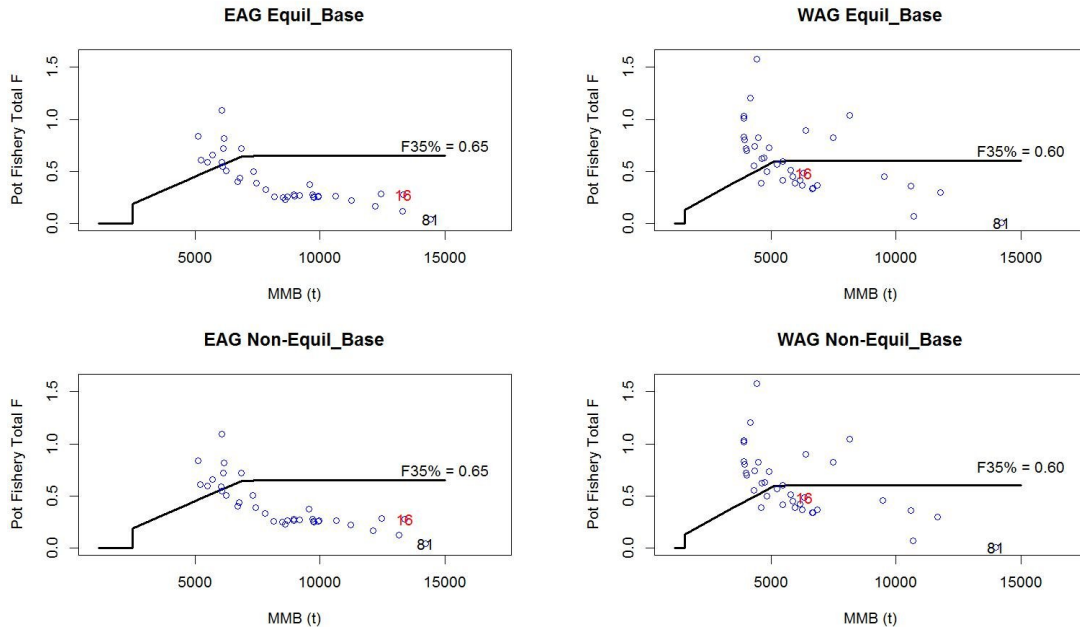 EAG Equil_Base
Pot Fishery Total F
1.5
1.0
0.5
0.0
F35% = 0.65
16
81
5000 10000 15000
MMB (t)
WAG Equil_Base
Pot Fishery Total F
1.5
1.0
0.5
0.0
F35% = 0.60
16
81
5000 10000 15000
MMB (t)
EAG Non-Equil_Base
Pot Fishery Total F
1.5
1.0
0.5
0.0
F35% = 0.65
16
81
5000 10000 15000
MMB (t)
WAG Non-Equil_Base
Pot Fishery Total F
1.5
1.0
0.5
0.0
F35% = 0.60
16
81
5000 10000 15000
MMB (t)